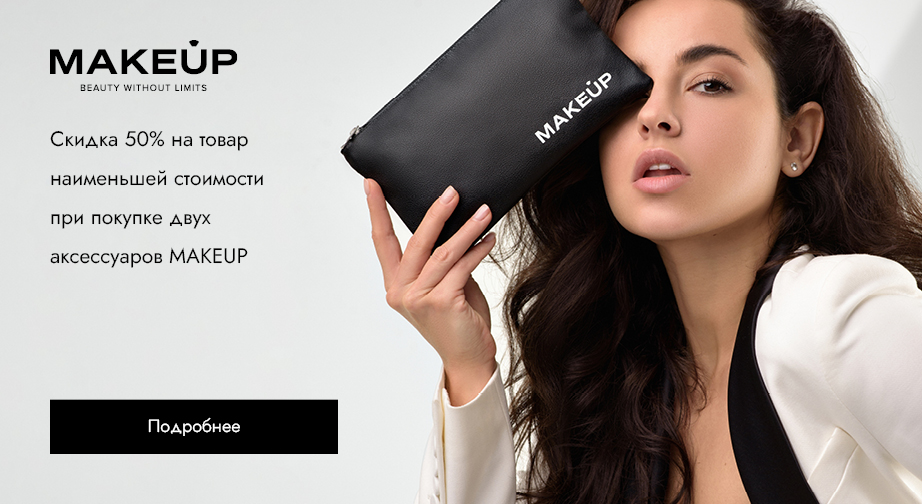 MAKEUP
BEAUTY WITHOUT LIMITS
Скидка 50% на товар
наименьшей стоимости
при покупке двух
аксессуаров MAKEUP
Подробнее
MAKEUP